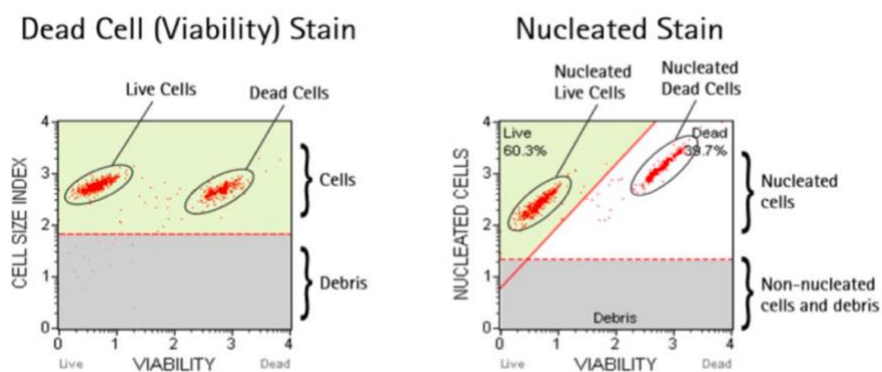 Dead Cell (Viability) Stain
Live Cells
Dead Cells
CELL SIZE INDEX
4
3
2
1
0
Cells
Debris
0 1 2 3 4
Live VIABILITY Dead
Nucleated Stain
Nucleated
Live Cells
Nucleated
Dead Cells
NUCLEATED CELLS
4
3
2
1
0
Live
60.3%
Dead
39.7%
Debris
Nucleated
cells
Non-nucleated
cells and debris
0 1 2 3 4
Live VIABILITY Dead